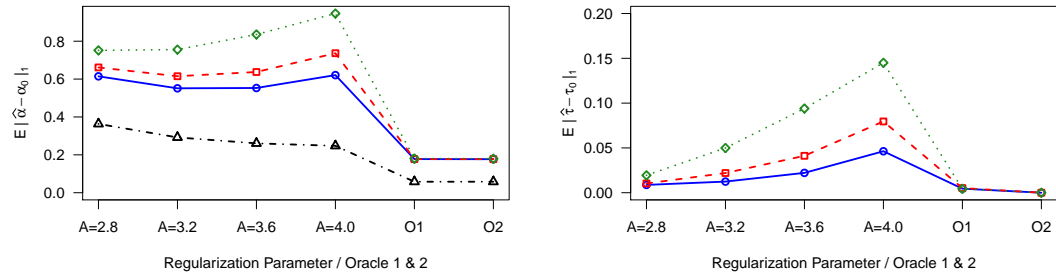 E | α̂ − α₀ |₁
0.8
0.6
0.4
0.2
0.0
A=2.8 A=3.2 A=3.6 A=4.0 O1 O2
Regularization Parameter / Oracle 1 & 2
E | τ̂ − τ₀ |₁
0.20
0.15
0.10
0.05
0.00
A=2.8 A=3.2 A=3.6 A=4.0 O1 O2
Regularization Parameter / Oracle 1 & 2